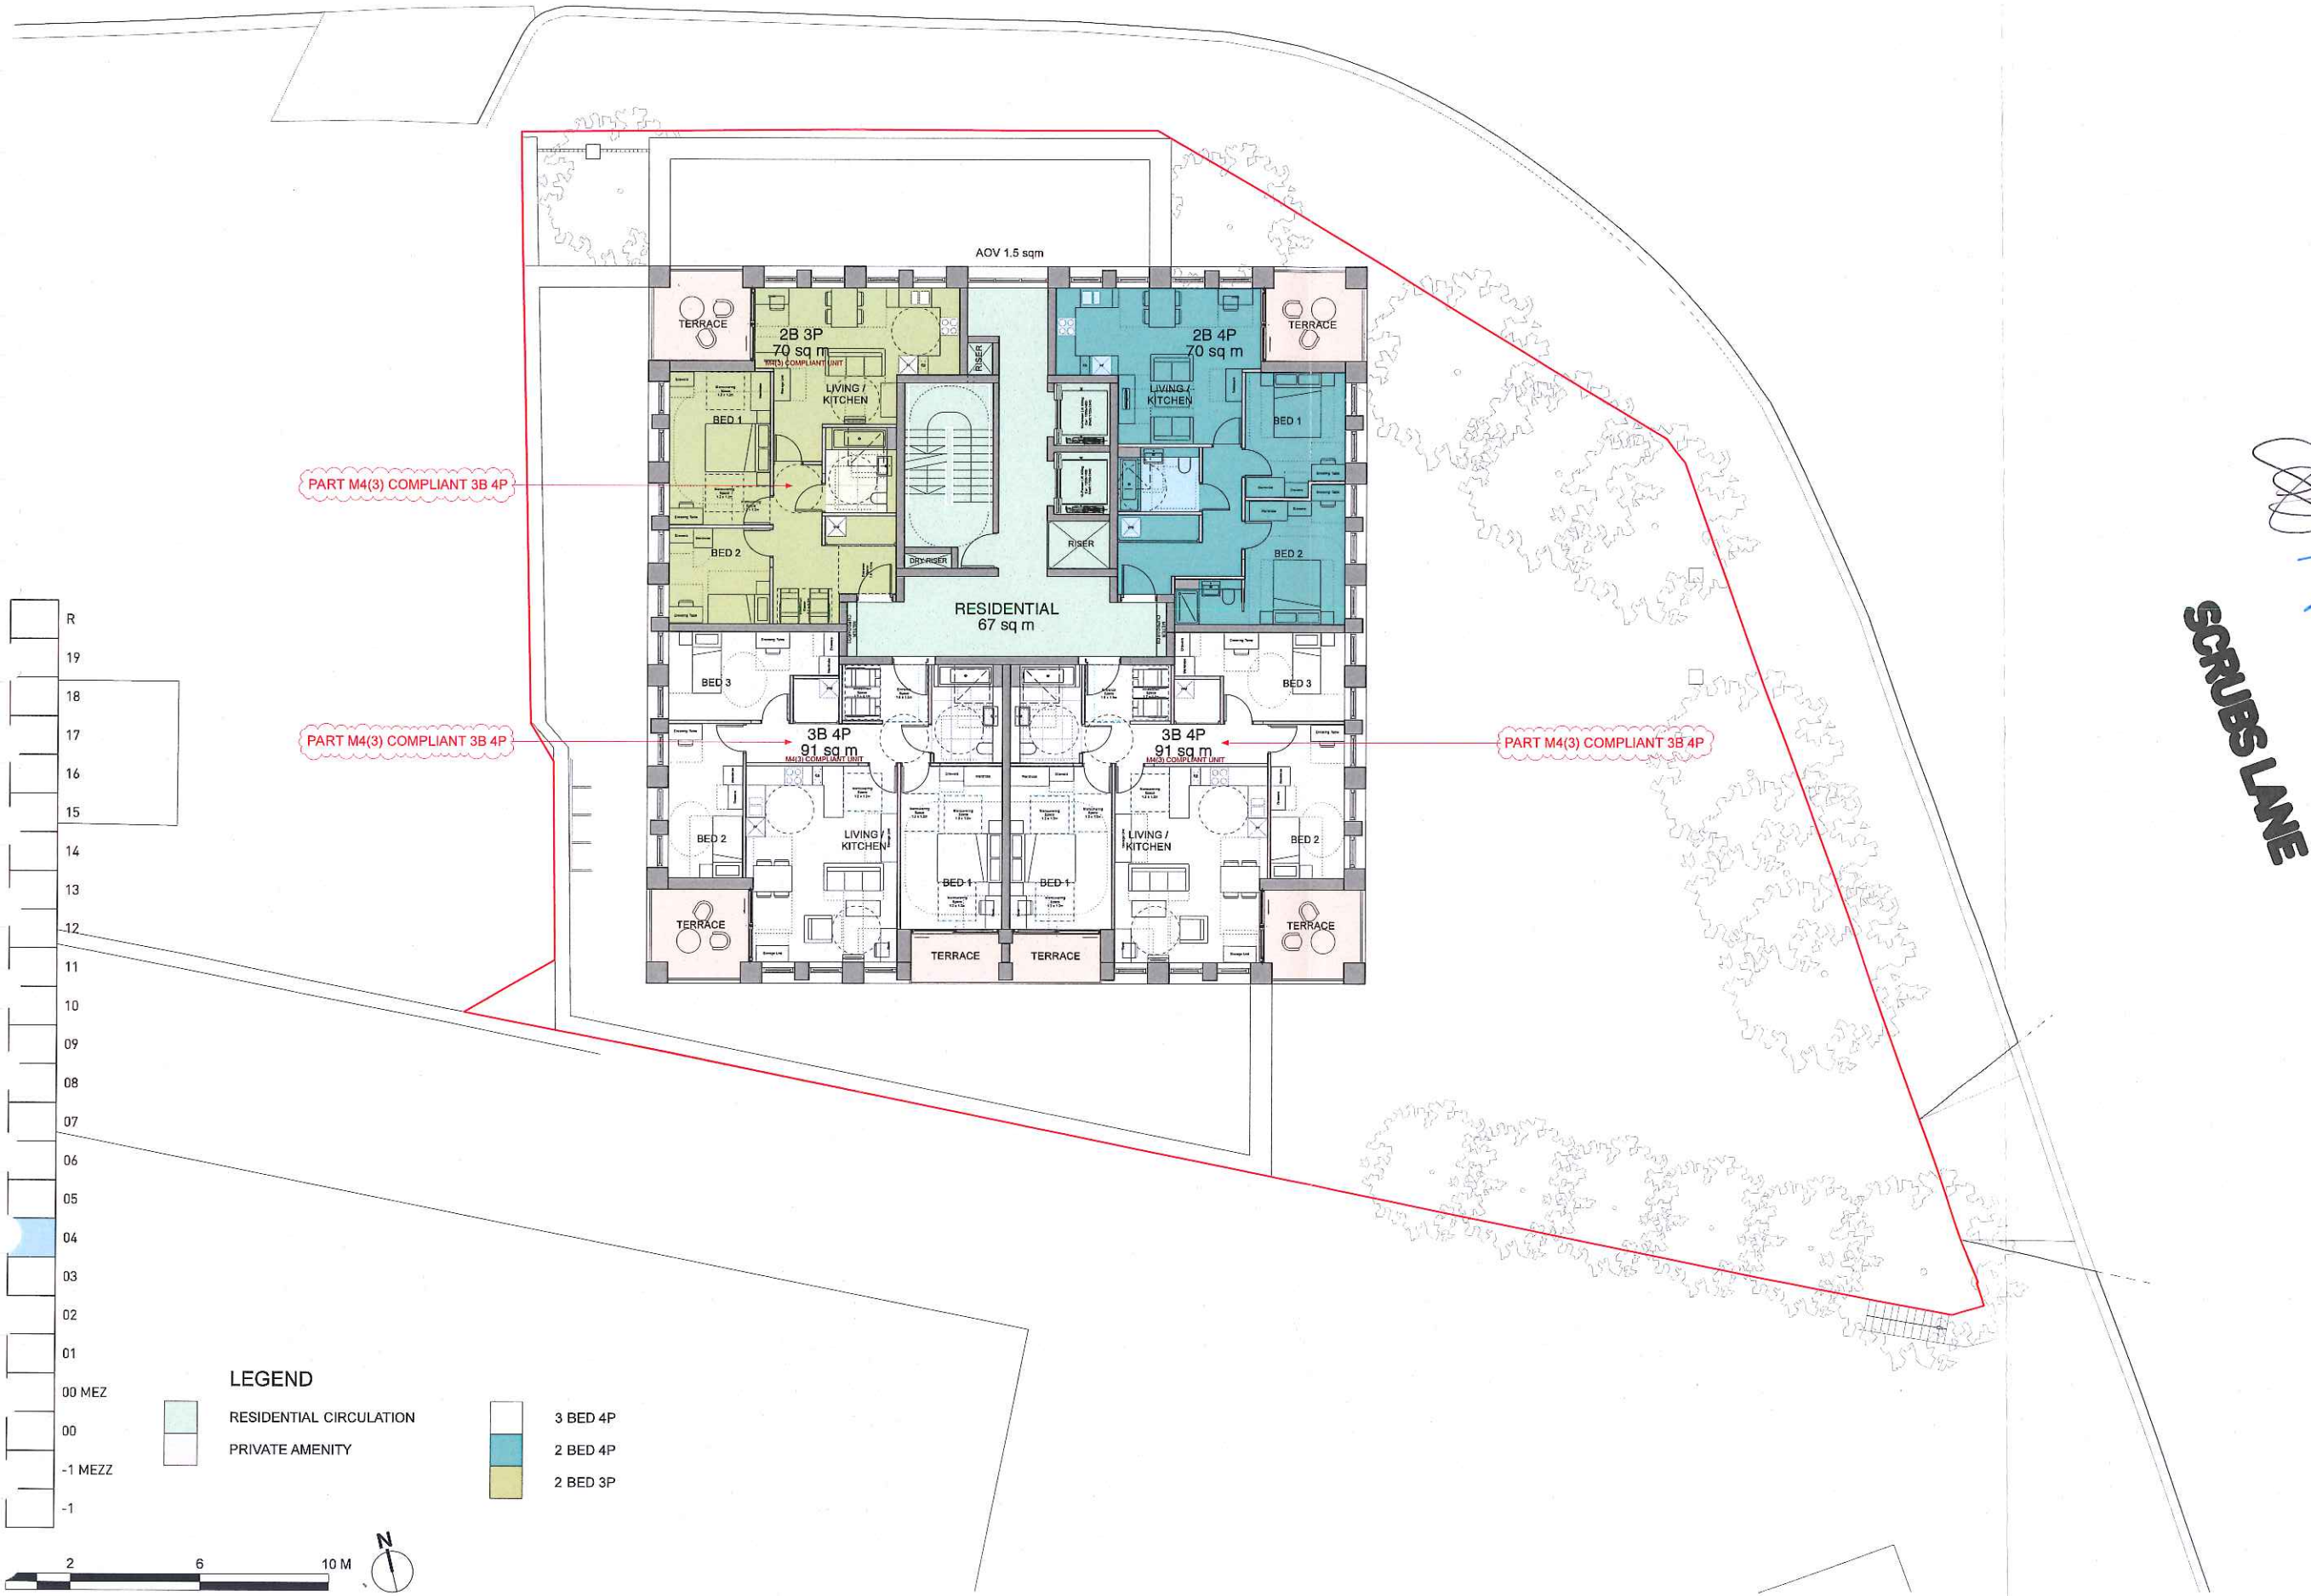 AOV 1.5 sqm
TERRACE
2B 3P
70 sq m
M4(3) COMPLIANT UNIT
LIVING /
KITCHEN
BED 1
BED 2
RISER
DRY RISER
RISER
2B 4P
70 sq m
LIVING /
KITCHEN
TERRACE
BED 1
BED 2
PART M4(3) COMPLIANT 3B 4P
RESIDENTIAL
67 sq m
BED 3
3B 4P
91 sq m
M4(3) COMPLIANT UNIT
PART M4(3) COMPLIANT 3B 4P
BED 2
LIVING /
KITCHEN
BED 1
TERRACE
TERRACE
BED 3
3B 4P
91 sq m
M4(3) COMPLIANT UNIT
PART M4(3) COMPLIANT 3B 4P
LIVING /
KITCHEN
BED 1
BED 2
TERRACE
TERRACE
SCRUBS LANE
R
19
18
17
16
15
14
13
12
11
10
09
08
07
06
05
04
03
02
01
00 MEZ
00
-1 MEZZ
-1
LEGEND
RESIDENTIAL CIRCULATION
PRIVATE AMENITY
3 BED 4P
2 BED 4P
2 BED 3P
2 6 10 M
N